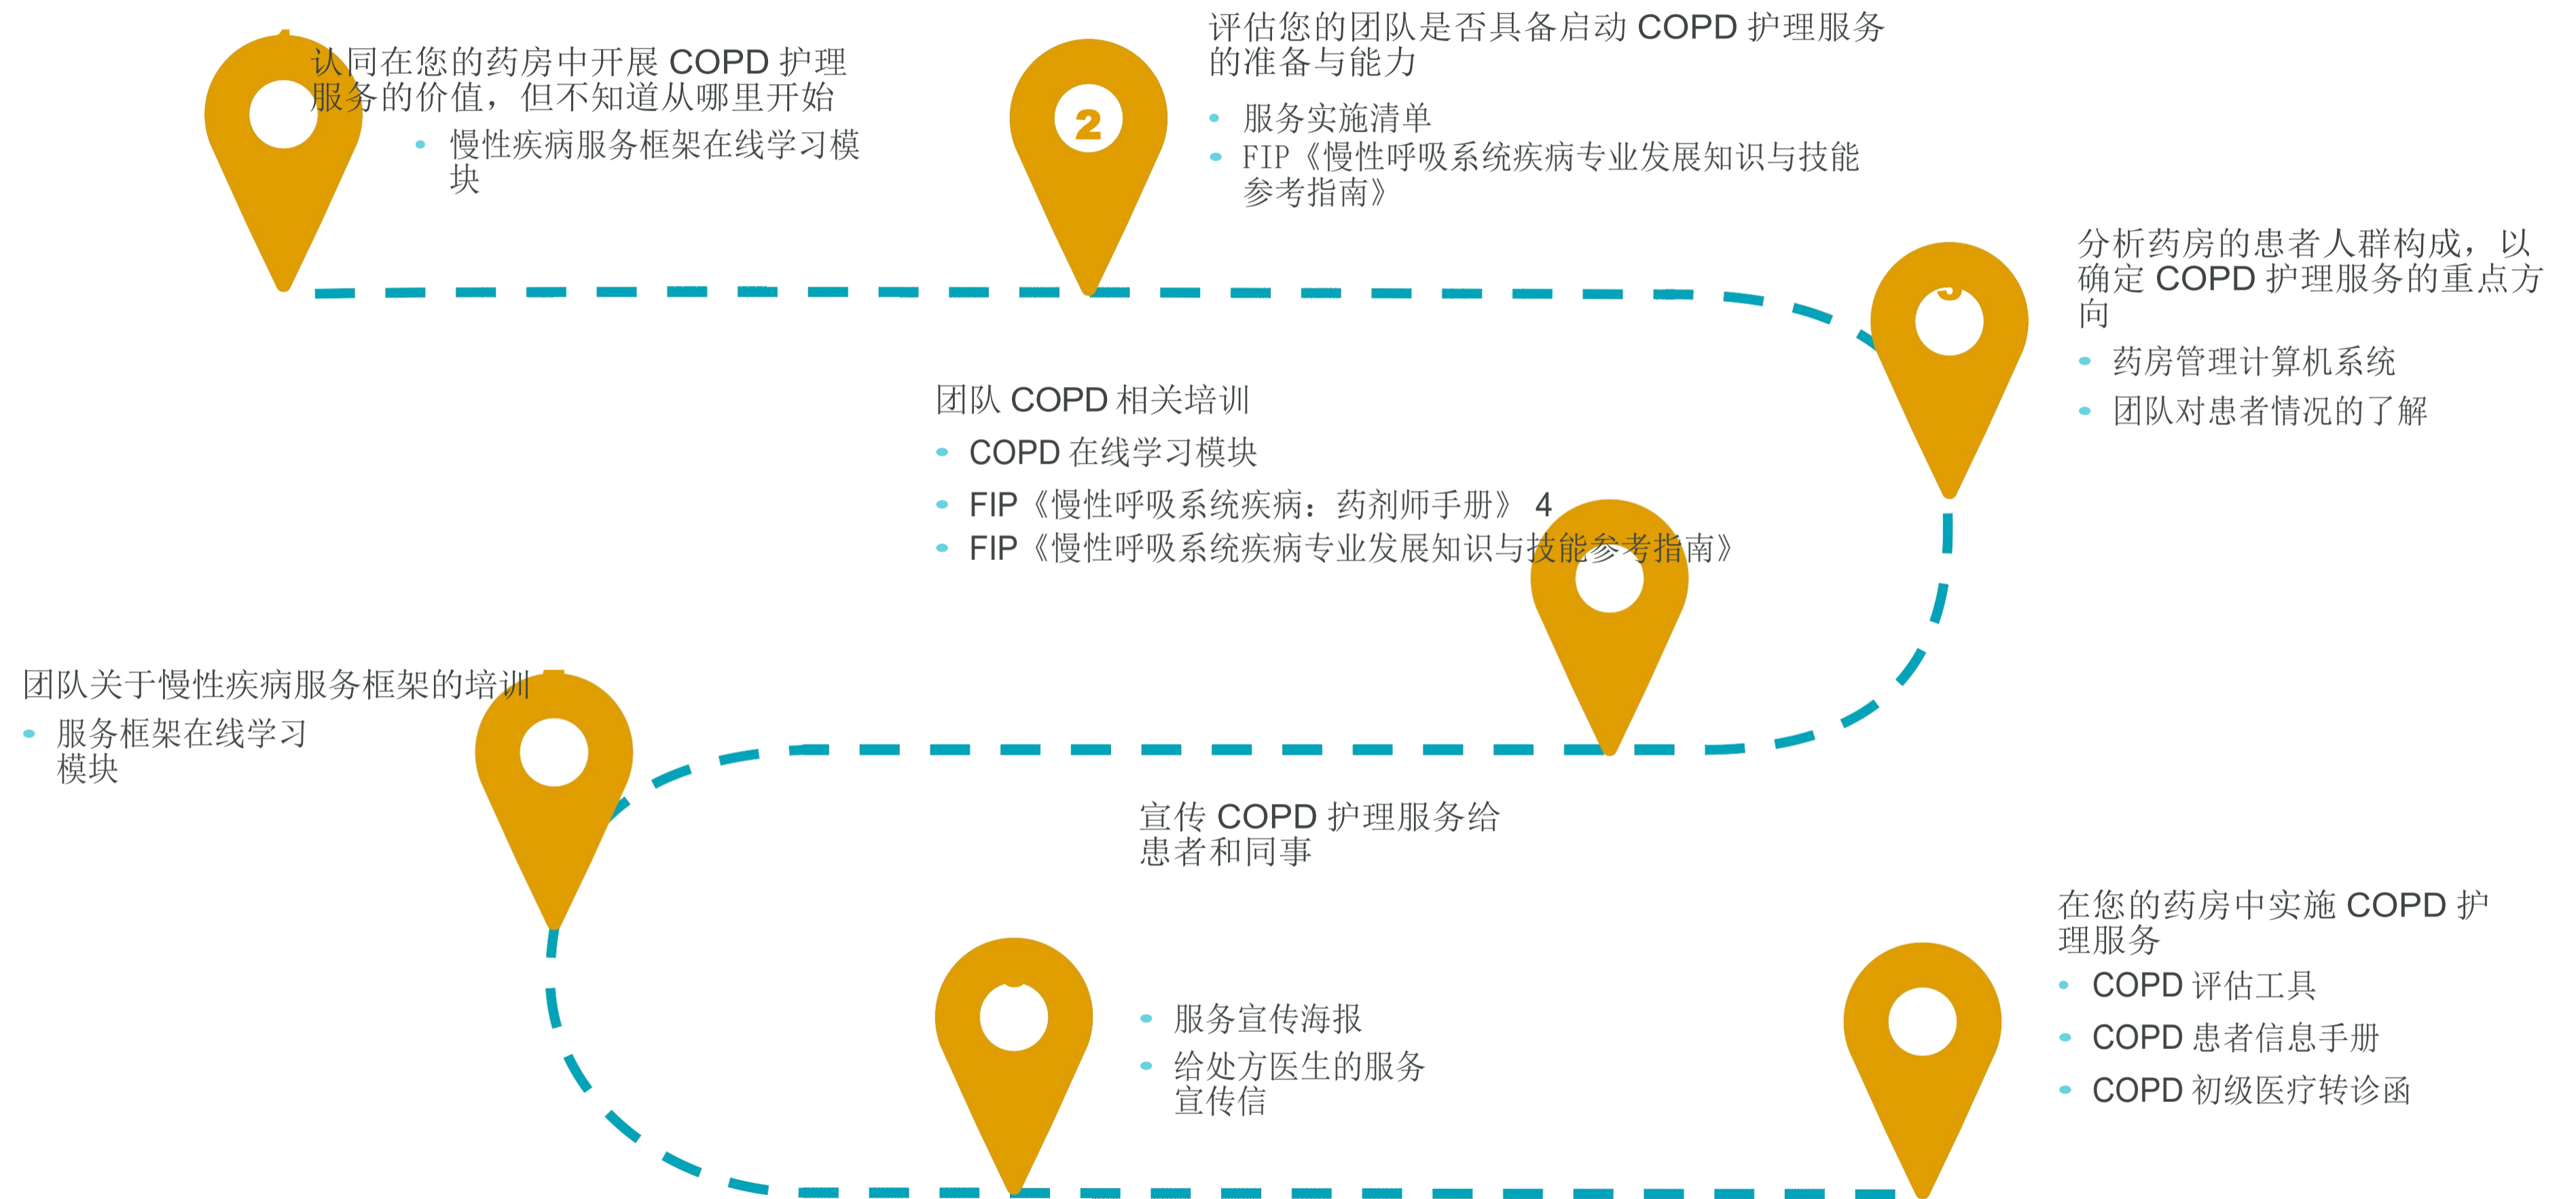 认同在您的药房中开展 COPD 护理
服务的价值，但不知道从哪里开始
慢性疾病服务框架在线学习模
块
2
评估您的团队是否具备启动 COPD 护理服务
的准备与能力
服务实施清单
FIP《慢性呼吸系统疾病专业发展知识与技能
参考指南》
分析药房的患者人群构成，以
确定 COPD 护理服务的重点方
向
药房管理计算机系统
团队对患者情况的了解
团队 COPD 相关培训
COPD 在线学习模块
FIP《慢性呼吸系统疾病：药剂师手册》 4
FIP《慢性呼吸系统疾病专业发展知识与技能参考指南》
团队关于慢性疾病服务框架的培训
服务框架在线学习
模块
宣传 COPD 护理服务给
患者和同事
服务宣传海报
给处方医生的服务
宣传信
在您的药房中实施 COPD 护
理服务
COPD 评估工具
COPD 患者信息手册
COPD 初级医疗转诊函